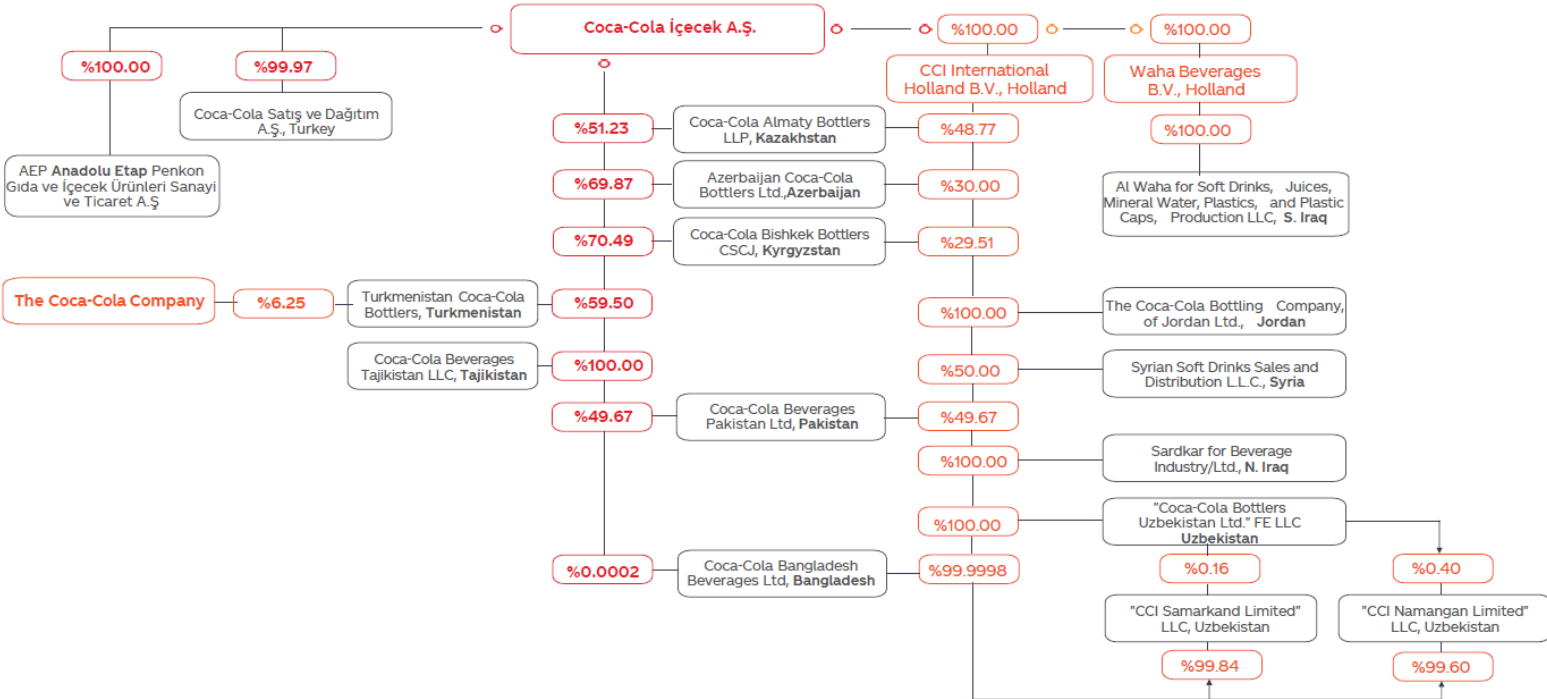 Coca-Cola İçecek A.Ş.
%100.00
%100.00
%100.00
%99.97
CCI International
Holland B.V., Holland
Waha Beverages
B.V., Holland
Coca-Cola Satış ve Dağıtım
A.Ş., Turkey
%51.23
Coca-Cola Almaty Bottlers
LLP, Kazakhstan
%48.77
%100.00
AEP Anadolu Etap Penkon
Gıda ve İçecek Ürünleri Sanayi
ve Ticaret A.Ş
%69.87
Azerbaijan Coca-Cola
Bottlers Ltd.,Azerbaijan
%30.00
Al Waha for Soft Drinks, Juices,
Mineral Water, Plastics, and Plastic
Caps, Production LLC, S. Iraq
%70.49
Coca-Cola Bishkek Bottlers
CSCJ, Kyrgyzstan
%29.51
The Coca-Cola Company
%6.25
Turkmenistan Coca-Cola
Bottlers, Turkmenistan
%59.50
%100.00
The Coca-Cola Bottling Company,
of Jordan Ltd., Jordan
Coca-Cola Beverages
Tajikistan LLC, Tajikistan
%100.00
%50.00
Syrian Soft Drinks Sales and
Distribution L.L.C., Syria
%49.67
Coca-Cola Beverages
Pakistan Ltd, Pakistan
%49.67
%100.00
Sardkar for Beverage
Industry/Ltd., N. Iraq
%100.00
"Coca-Cola Bottlers
Uzbekistan Ltd." FE LLC
Uzbekistan
%0.0002
Coca-Cola Bangladesh
Beverages Ltd, Bangladesh
%99.9998
%0.16
%0.40
"CCI Samarkand Limited"
LLC, Uzbekistan
"CCI Namangan Limited"
LLC, Uzbekistan
%99.84
%99.60